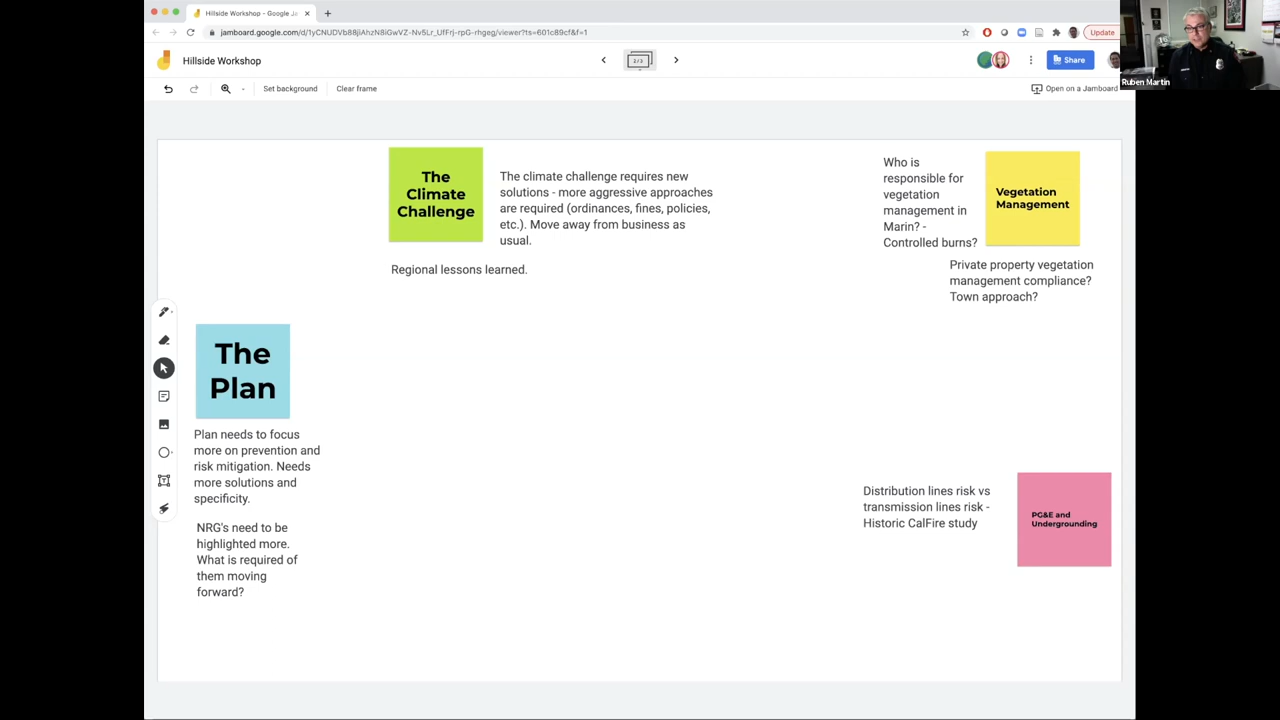 Hillside Workshop - Google Ja
jamboard.google.com/d/1yCNUDVb88jiAhzN8iGwVZ-Nv5Lr_UfFrj-rpG-rhgeg/viewer?ts=601c89cf&f=1
Update
Hillside Workshop
1/3
Share
Ruben Martin
Set background
Clear frame
Open on a Jamboard
The
Climate
Challenge
The climate challenge requires new
solutions - more aggressive approaches
are required (ordinances, fines, policies,
etc.). Move away from business as
usual.
Regional lessons learned.
Who is
responsible for
vegetation
management in
Marin? -
Controlled burns?
Vegetation
Management
Private property vegetation
management compliance?
Town approach?
The
Plan
Plan needs to focus
more on prevention and
risk mitigation. Needs
more solutions and
specificity.
NRG's need to be
highlighted more.
What is required of
them moving
forward?
Distribution lines risk vs
transmission lines risk -
Historic CalFire study
PG&E and
Undergrounding